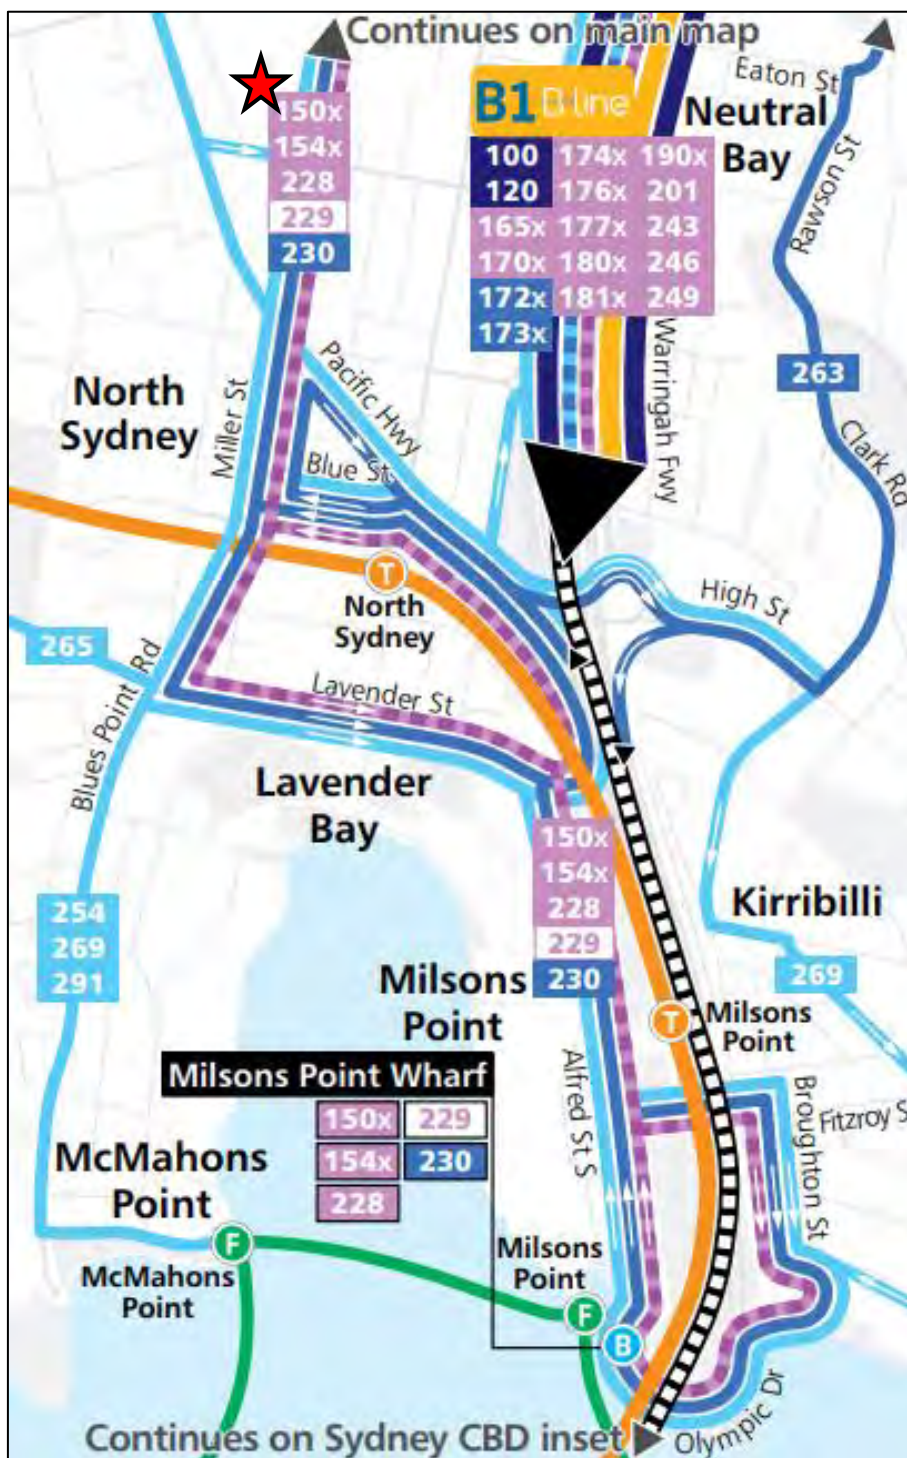 Continues on main map
Eaton St
150x
154x
228
229
230
B1 B-line
Neutral
Bay
100 174x 190x
120 176x 201
165x 177x 243
170x 180x 246
172x 181x 249
173x
Rawson St
263
Warringah Fwy
Clark Rd
North
Sydney
Miller St
Pacific Hwy
Blue St
T
North
Sydney
High St
265
Blues Point Rd
Lavender St
Lavender
Bay
150x
154x
228
229
230
254
269
291
Kirribilli
269
Milsons
Point
T
Milsons
Point
Milsons Point Wharf
150x 229
154x 230
228
Alfred St S
Broughton St
Fitzroy S
McMahons
Point
F
McMahons
Point
Milsons
Point
F
B
Continues on Sydney CBD inset
Olympic Dr